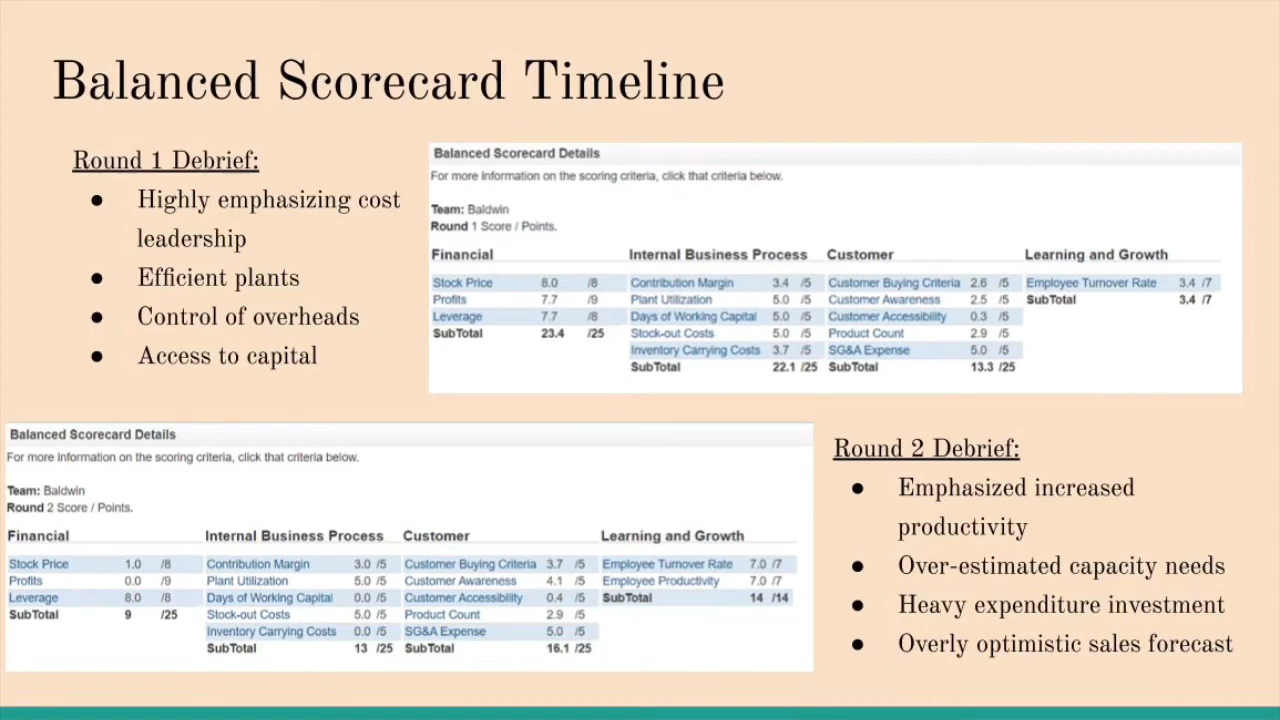 Balanced Scorecard Timeline
Round 1 Debrief:
● Highly emphasizing cost
leadership
● Efficient plants
● Control of overheads
● Access to capital
Balanced Scorecard Details
For more information on the scoring criteria, click that criteria below.
Team: Baldwin
Round 1 Score / Points.
Financial Internal Business Process Customer Learning and Growth
Stock Price 8.0 /8 Contribution Margin 3.4 /5 Customer Buying Criteria 2.6 /5 Employee Turnover Rate 3.4 /7
Profits 7.7 /9 Plant Utilization 5.0 /5 Customer Awareness 2.5 /5 SubTotal 3.4 /7
Leverage 7.7 /8 Days of Working Capital 5.0 /5 Customer Accessibility 0.3 /5
SubTotal 23.4 /25 Stock-out Costs 5.0 /5 Product Count 2.9 /5
Inventory Carrying Costs 3.7 /5 SG&A Expense 5.0 /5
SubTotal 22.1 /25 SubTotal 13.3 /25
Balanced Scorecard Details
For more information on the scoring criteria, click that criteria below.
Team: Baldwin
Round 2 Score / Points.
Financial Internal Business Process Customer Learning and Growth
Stock Price 1.0 /8 Contribution Margin 3.0 /5 Customer Buying Criteria 3.7 /5 Employee Turnover Rate 7.0 /7
Profits 0.0 /9 Plant Utilization 5.0 /5 Customer Awareness 4.1 /5 Employee Productivity 7.0 /7
Leverage 8.0 /8 Days of Working Capital 0.0 /5 Customer Accessibility 0.4 /5 SubTotal 14 /14
SubTotal 9 /25 Stock-out Costs 5.0 /5 Product Count 2.9 /5
Inventory Carrying Costs 0.0 /5 SG&A Expense 5.0 /5
SubTotal 13 /25 SubTotal 16.1 /25
Round 2 Debrief:
● Emphasized increased
productivity
● Over-estimated capacity needs
● Heavy expenditure investment
● Overly optimistic sales forecast